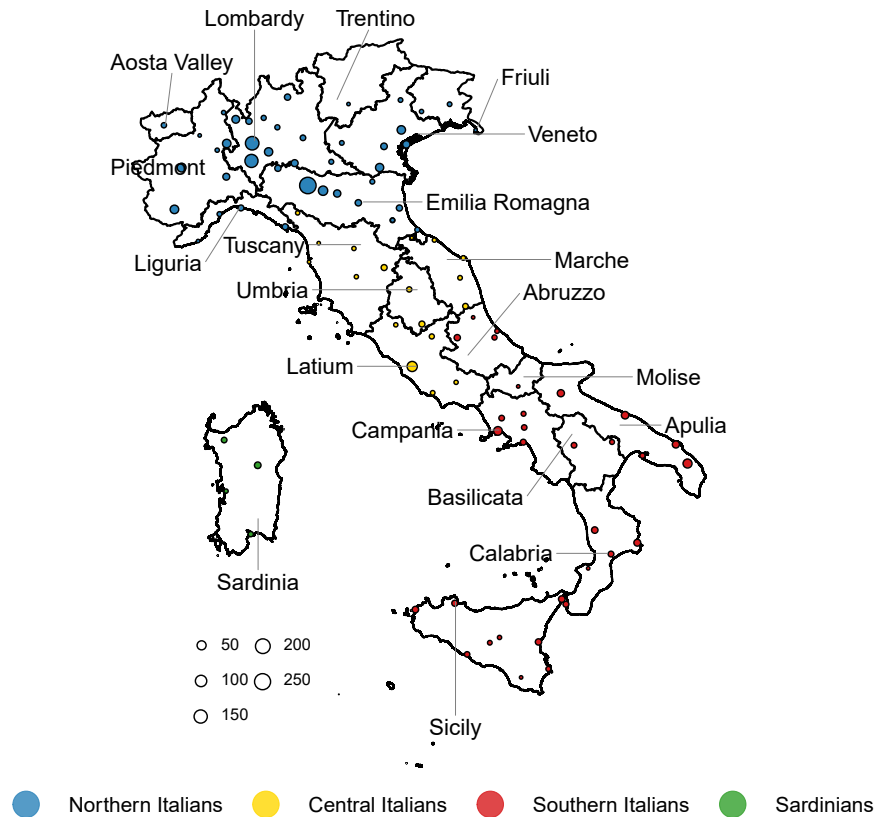 Lombardy
Trentino
Aosta Valley
Friuli
Veneto
Piedmont
Emilia Romagna
Tuscany
Liguria
Marche
Umbria
Abruzzo
Latium
Molise
Campania
Apulia
Basilicata
Calabria
Sardinia
50 200
100 250
150
Sicily
Northern Italians Central Italians Southern Italians Sardinians